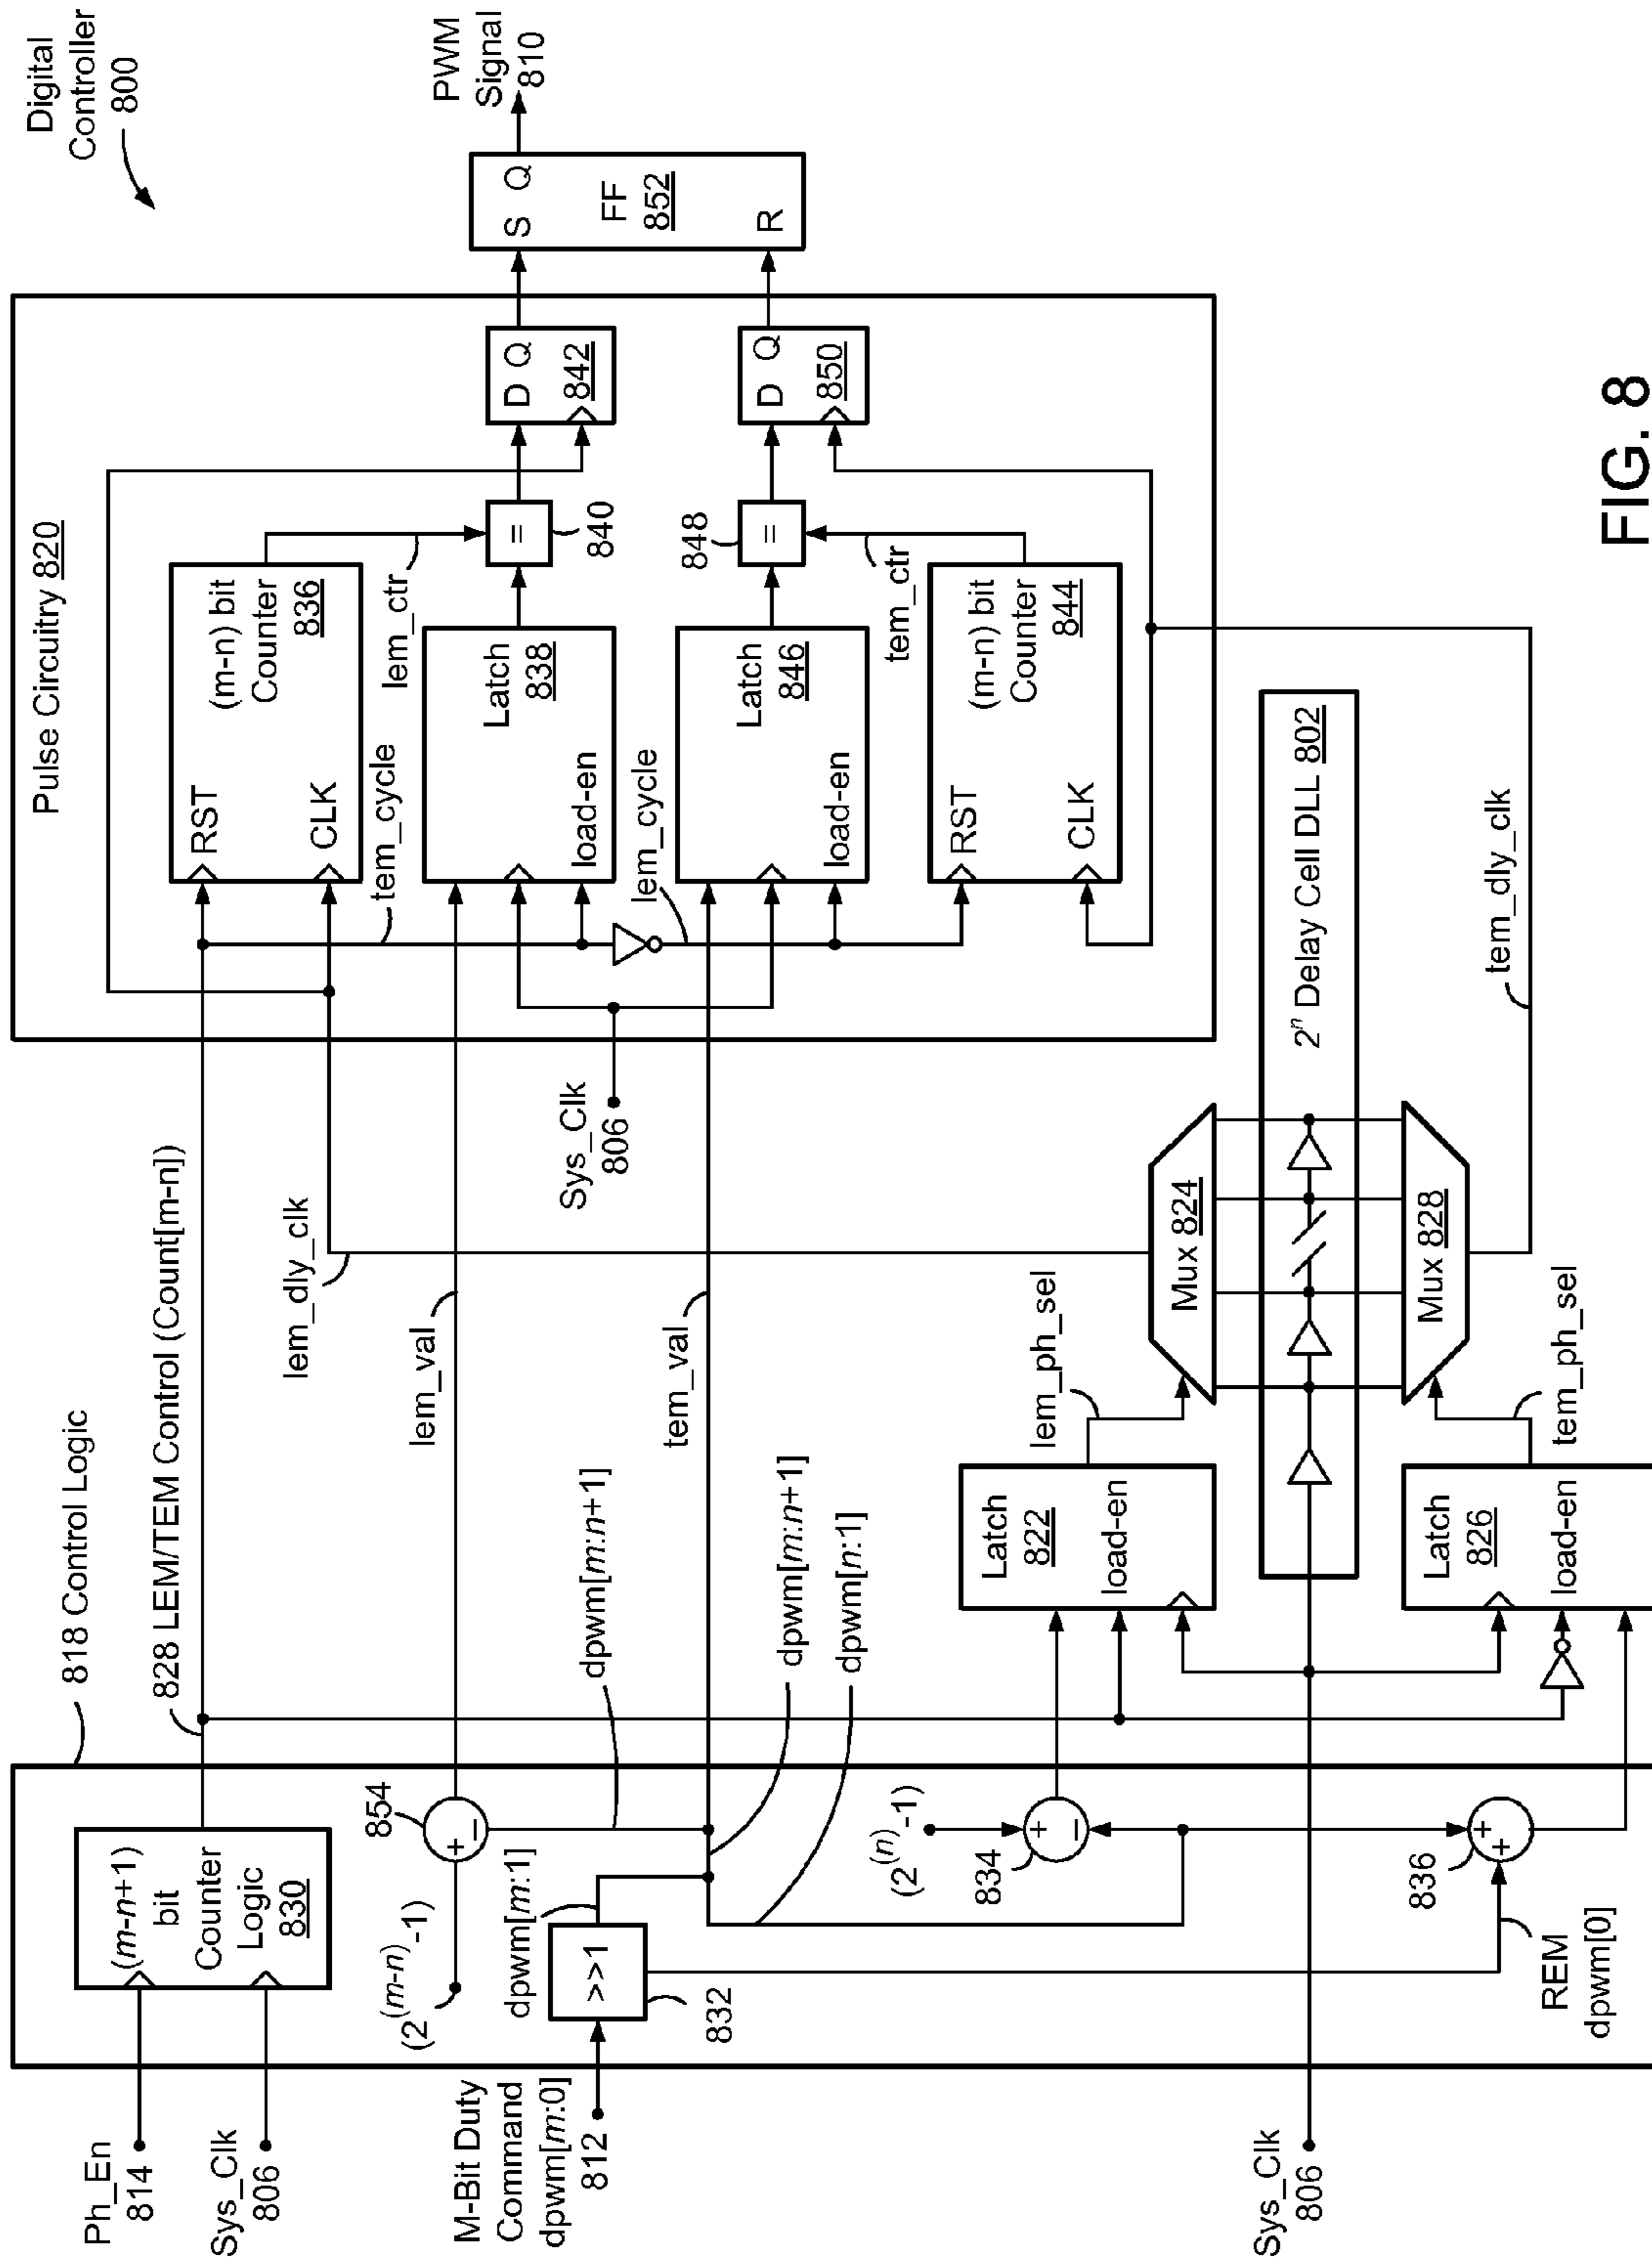 Digital
Controller
800
818 Control Logic
Pulse Circuitry 820
828 LEM/TEM Control (Count[m-n])
Ph_En
814
Sys_Clk
806
(m-n+1)
bit
Counter
Logic
830
lem_dly_clk
RST
(m-n) bit
Counter
836
CLK
tem_cycle
lem_ctr
854
+
−
(2(m-n)-1)
lem_val
Latch
838
load-en
=
840
D Q
842
PWM
Signal
810
S Q
FF
852
R
M-Bit Duty
Command
dpwm[m:0]
812
dpwm[m:1]
>>1
832
dpwm[m:n+1]
Sys_Clk
806
tem_val
lem_cycle
Latch
846
load-en
848
=
D Q
850
dpwm[m:n+1]
dpwm[n:1]
tem_ctr
RST
(m-n) bit
Counter
844
CLK
(2(n)-1)
834
+
−
Latch
822
load-en
lem_ph_sel
Mux 824
2n Delay Cell DLL 802
Sys_Clk
806
Mux 828
tem_dly_clk
REM
dpwm[0]
836
+
+
Latch
826
load-en
tem_ph_sel
FIG. 8